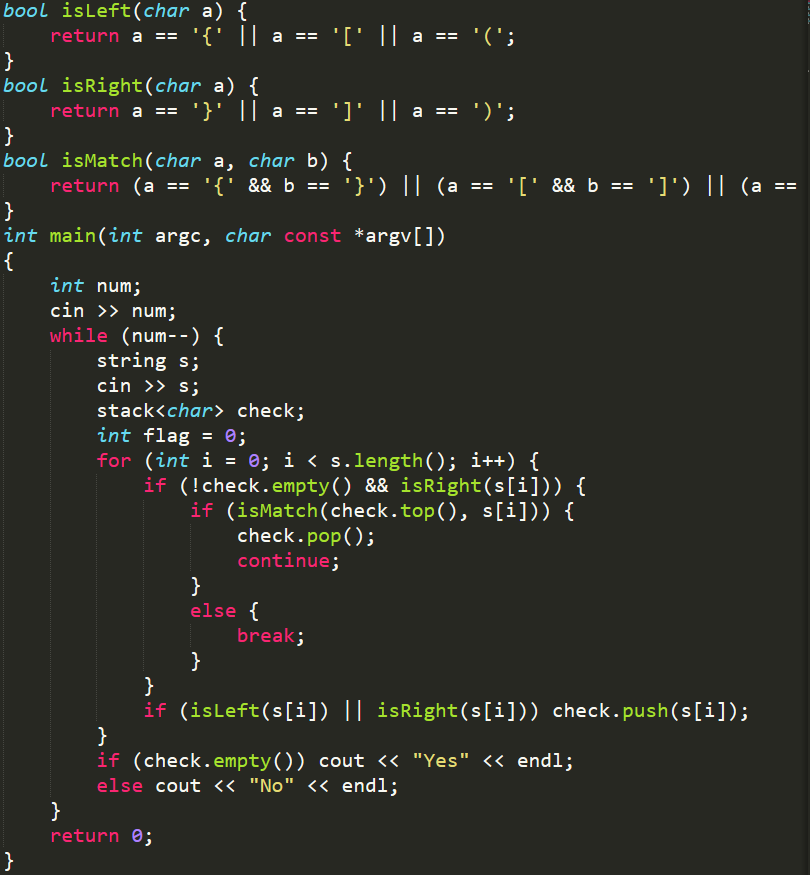 bool isLeft(char a) {
    return a == '{' || a == '[' || a == '(';
}
bool isRight(char a) {
    return a == '}' || a == ']' || a == ')';
}
bool isMatch(char a, char b) {
    return (a == '{' && b == '}') || (a == '[' && b == ']') || (a ==
}
int main(int argc, char const *argv[])
{
    int num;
    cin >> num;
    while (num--) {
        string s;
        cin >> s;
        stack<char> check;
        int flag = 0;
        for (int i = 0; i < s.length(); i++) {
            if (!check.empty() && isRight(s[i])) {
                if (isMatch(check.top(), s[i])) {
                    check.pop();
                    continue;
                }
                else {
                    break;
                }
            }
            if (isLeft(s[i]) || isRight(s[i])) check.push(s[i]);
        }
        if (check.empty()) cout << "Yes" << endl;
        else cout << "No" << endl;
    }
    return 0;
}